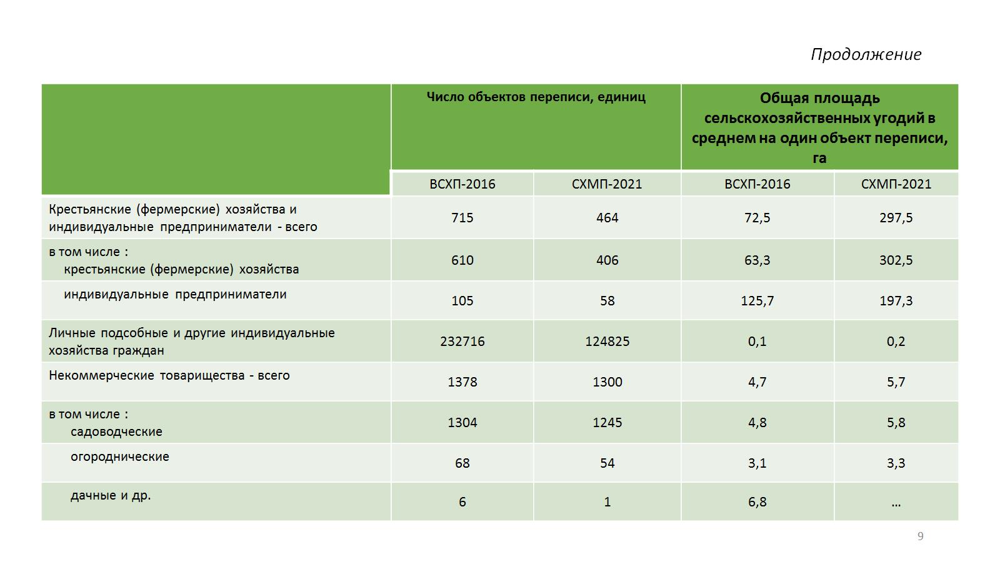 Продолжение
Число объектов переписи, единиц
Общая площадь
сельскохозяйственных угодий в
среднем на один объект переписи,
га
ВСХП-2016 СХМП-2021 ВСХП-2016 СХМП-2021
Крестьянские (фермерские) хозяйства и
индивидуальные предприниматели - всего
715 464 72,5 297,5
в том числе :
крестьянские (фермерские) хозяйства
610 406 63,3 302,5
индивидуальные предприниматели
105 58 125,7 197,3
Личные подсобные и другие индивидуальные
хозяйства граждан
232716 124825 0,1 0,2
Некоммерческие товарищества - всего
1378 1300 4,7 5,7
в том числе :
садоводческие
1304 1245 4,8 5,8
огороднические
68 54 3,1 3,3
дачные и др.
6 1 6,8 ...
9